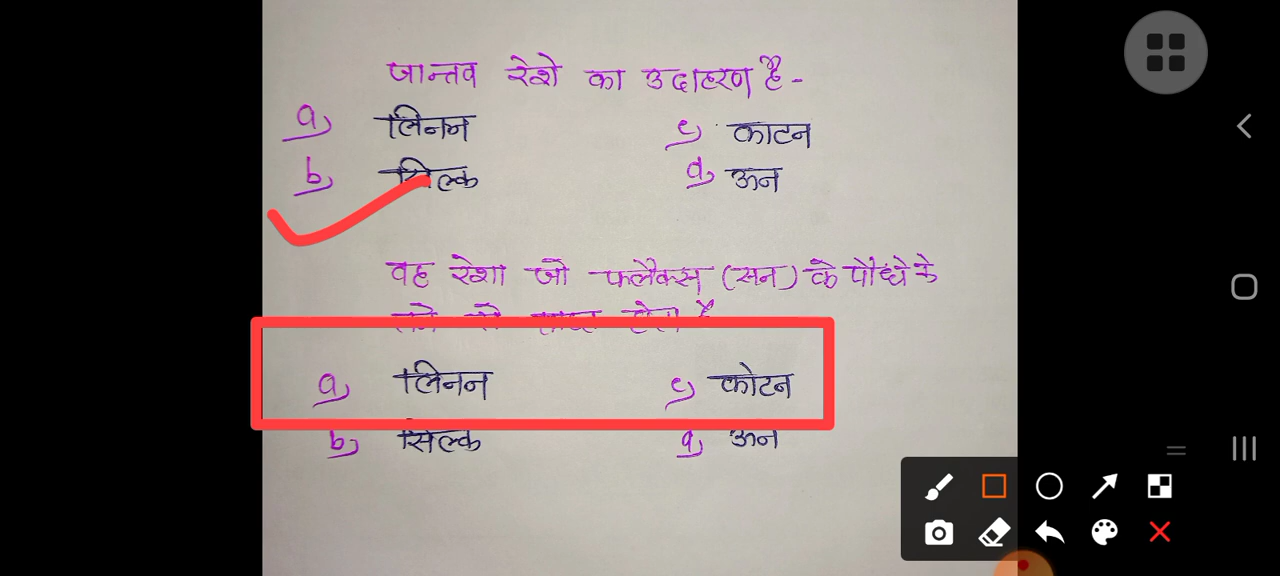 जान्तव रेशे का उदाहरण है -
a) लिनन c) काटन
b) सिल्क d) ऊन
वह रेशा जो फ्लैक्स (सन) के पौधे के
a) लिनन c) कोटन
b) सिल्क d) ऊन